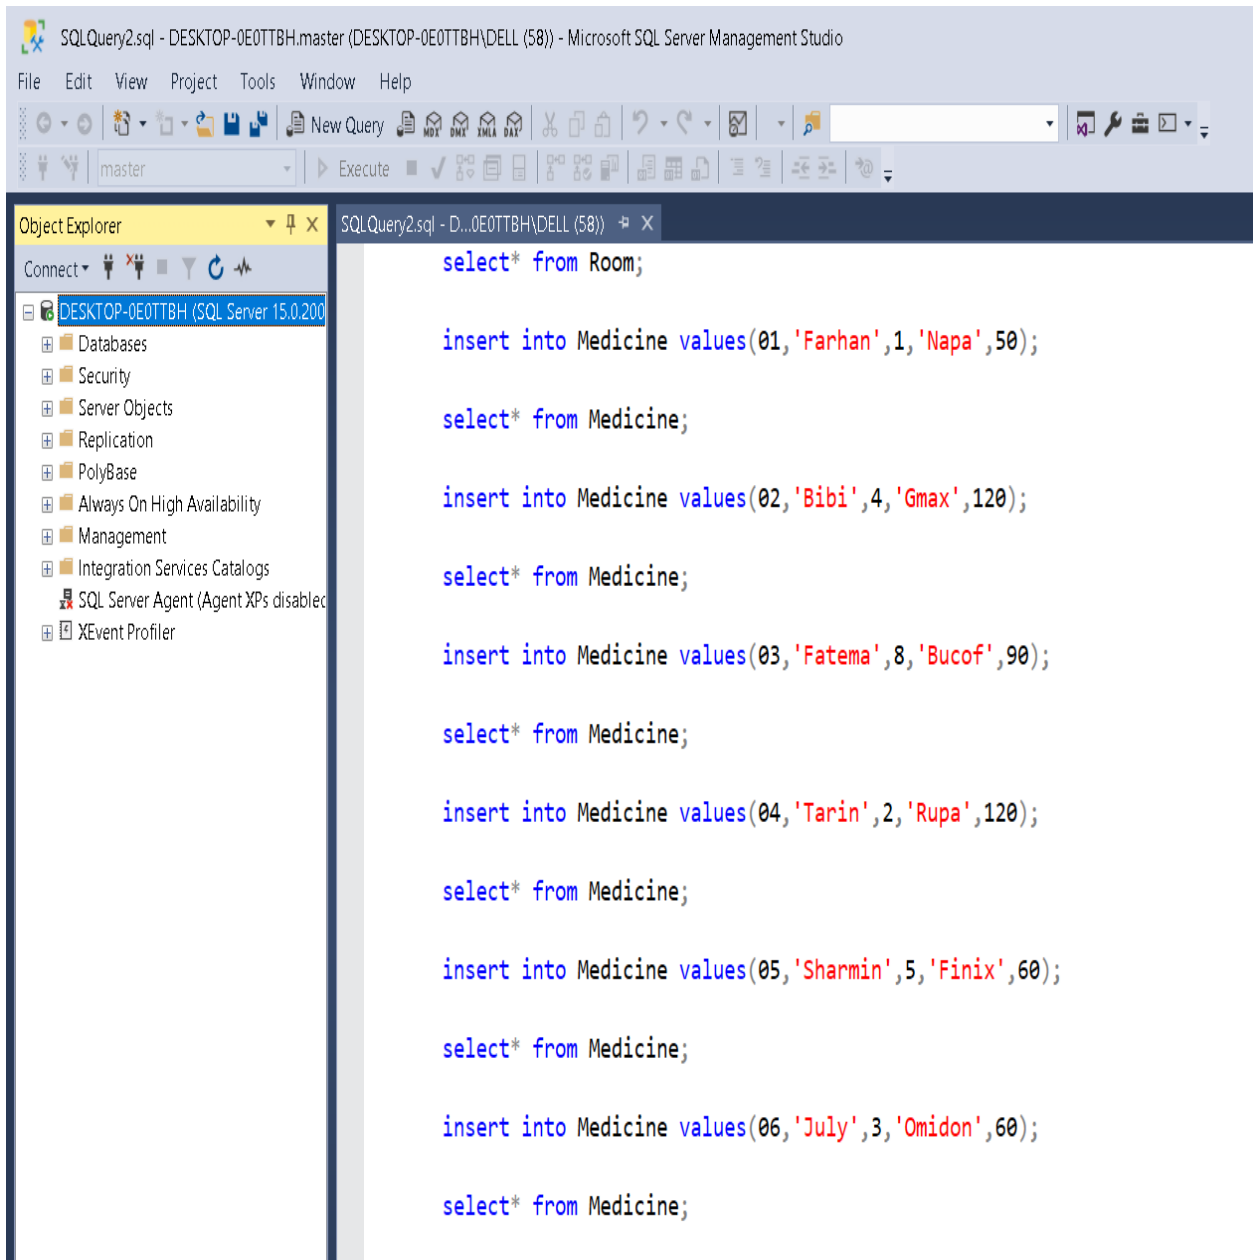 SQLQuery2.sql - DESKTOP-0E0TTBH.master (DESKTOP-0E0TTBH\DELL (58)) - Microsoft SQL Server Management Studio
File Edit View Project Tools Window Help
New Query MDX DMX XMLA DAX
master Execute
Object Explorer
Connect
DESKTOP-0E0TTBH (SQL Server 15.0.200
Databases
Security
Server Objects
Replication
PolyBase
Always On High Availability
Management
Integration Services Catalogs
SQL Server Agent (Agent XPs disabled
XEvent Profiler
SQLQuery2.sql - D...0E0TTBH\DELL (58))
select* from Room;
insert into Medicine values(01,'Farhan',1,'Napa',50);
select* from Medicine;
insert into Medicine values(02,'Bibi',4,'Gmax',120);
select* from Medicine;
insert into Medicine values(03,'Fatema',8,'Bucof',90);
select* from Medicine;
insert into Medicine values(04,'Tarin',2,'Rupa',120);
select* from Medicine;
insert into Medicine values(05,'Sharmin',5,'Finix',60);
select* from Medicine;
insert into Medicine values(06,'July',3,'Omidon',60);
select* from Medicine;